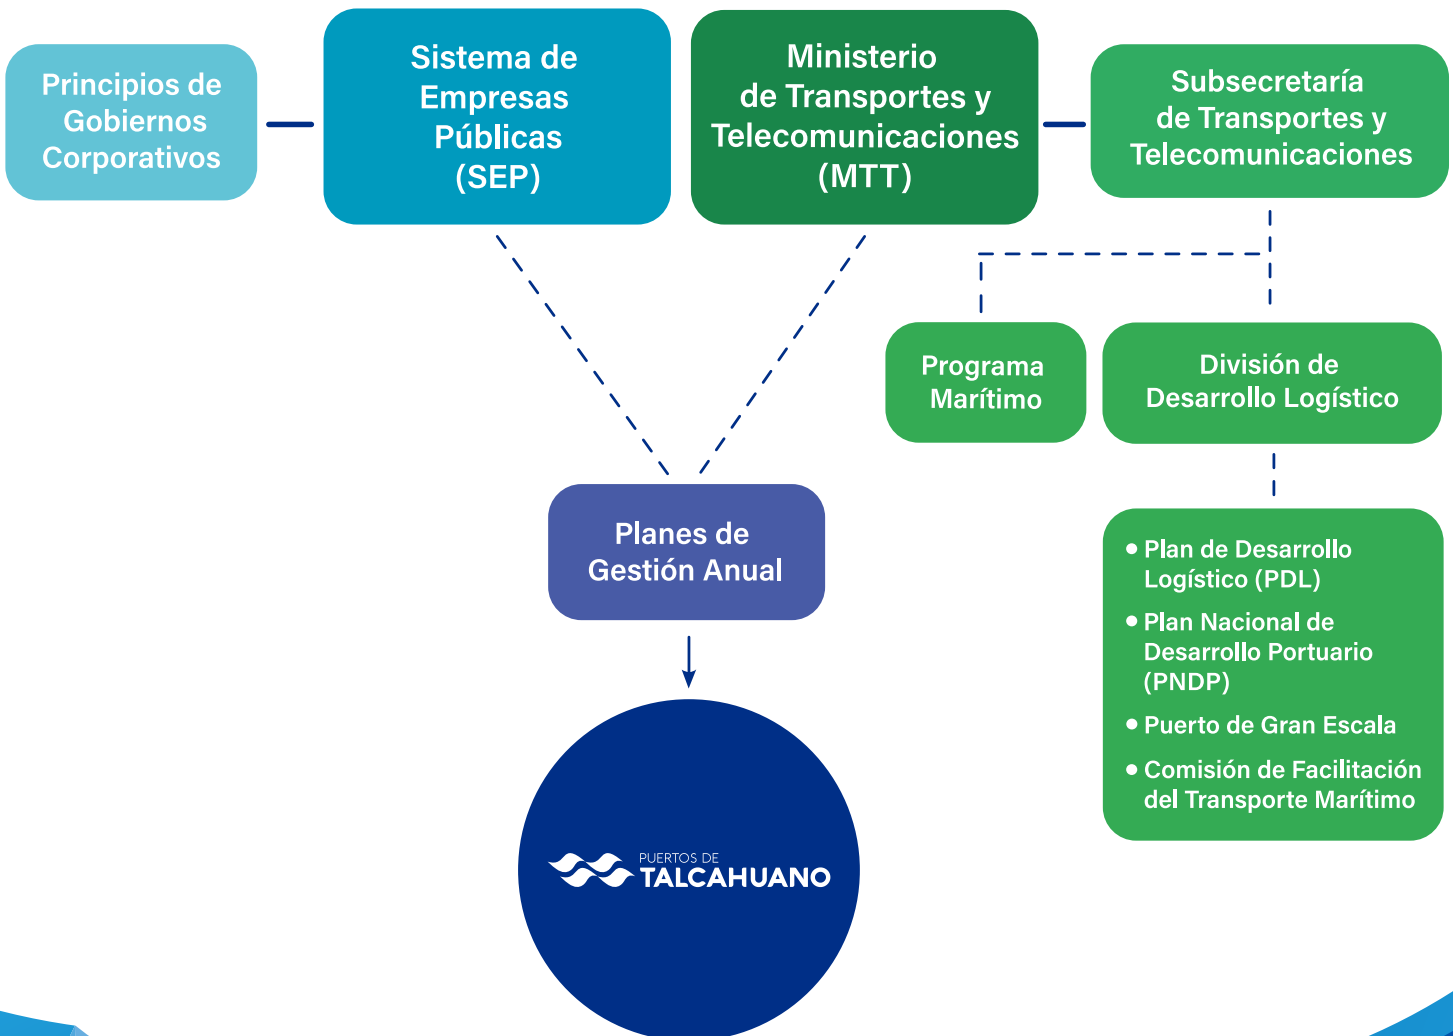 Principios de
Gobiernos
Corporativos
Sistema de
Empresas
Públicas
(SEP)
Ministerio
de Transportes y
Telecomunicaciones
(MTT)
Subsecretaría
de Transportes y
Telecomunicaciones
Programa
Marítimo
División de
Desarrollo Logístico
Planes de
Gestión Anual
• Plan de Desarrollo
Logístico (PDL)
• Plan Nacional de
Desarrollo Portuario
(PNDP)
• Puerto de Gran Escala
• Comisión de Facilitación
del Transporte Marítimo
PUERTOS DE
TALCAHUANO